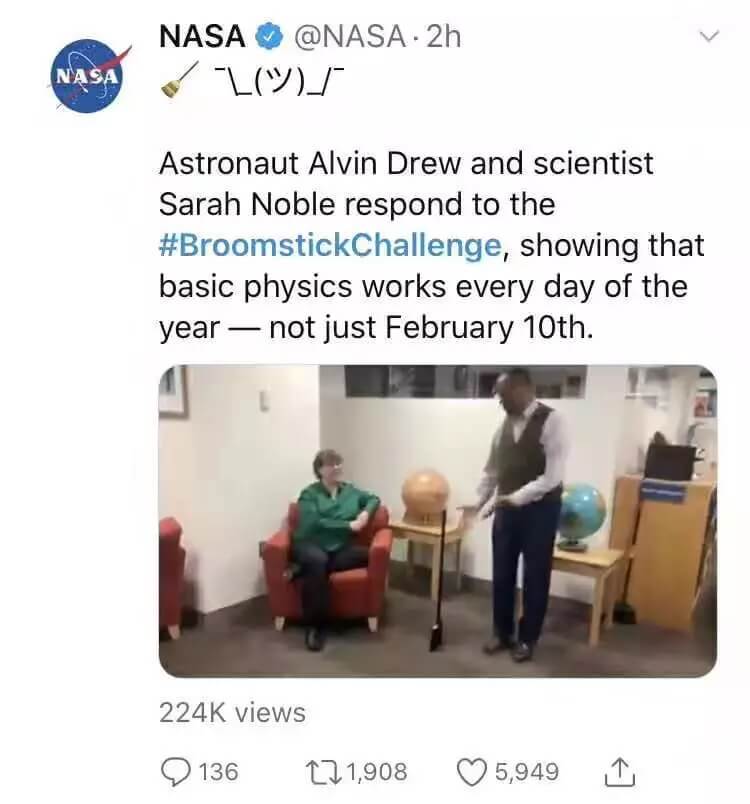 NASA @NASA · 2h
NASA
🧹 ¯\_(ツ)_/¯
Astronaut Alvin Drew and scientist
Sarah Noble respond to the
#BroomstickChallenge, showing that
basic physics works every day of the
year — not just February 10th.
224K views
136 1,908 5,949